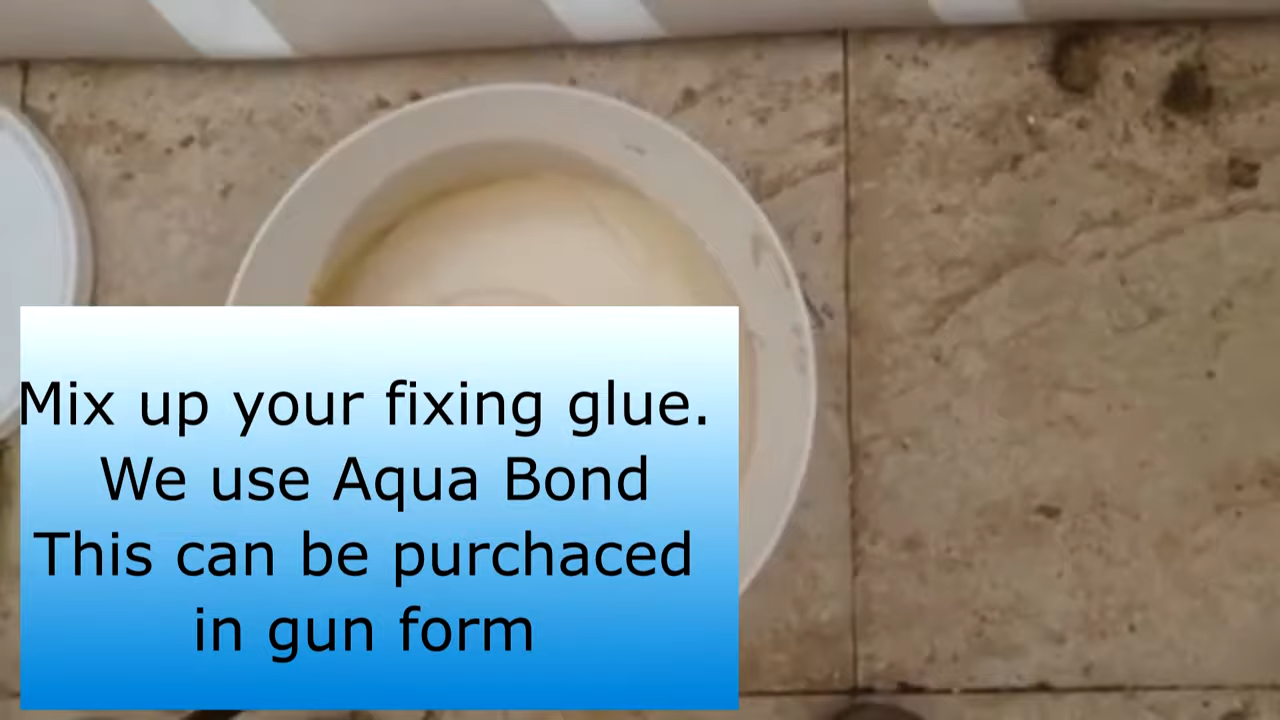 Mix up your fixing glue.
We use Aqua Bond
This can be purchaced
in gun form